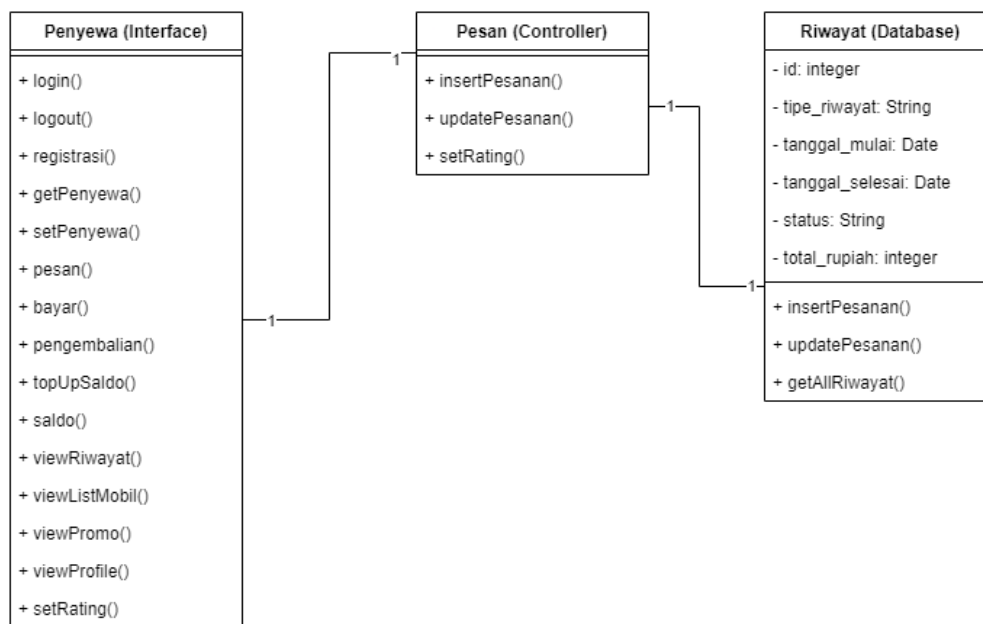 Penyewa (Interface)
+ login()
+ logout()
+ registrasi()
+ getPenyewa()
+ setPenyewa()
+ pesan()
+ bayar()
+ pengembalian()
+ topUpSaldo()
+ saldo()
+ viewRiwayat()
+ viewListMobil()
+ viewPromo()
+ viewProfile()
+ setRating()
1
1
Pesan (Controller)
+ insertPesanan()
+ updatePesanan()
+ setRating()
1
1
Riwayat (Database)
- id: integer
- tipe_riwayat: String
- tanggal_mulai: Date
- tanggal_selesai: Date
- status: String
- total_rupiah: integer
+ insertPesanan()
+ updatePesanan()
+ getAllRiwayat()